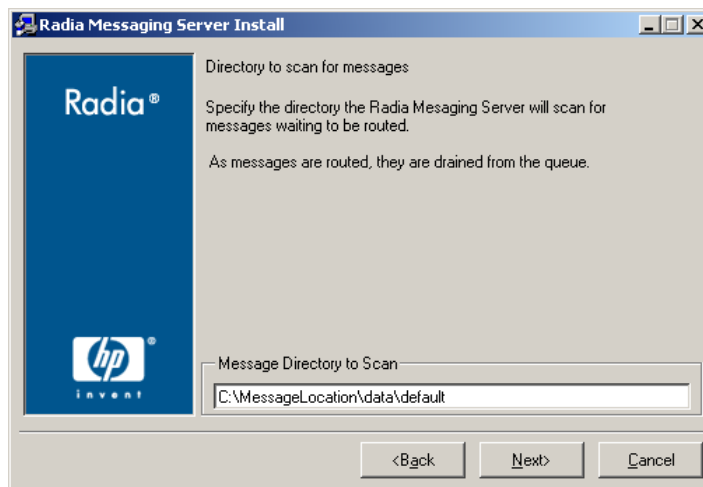 Radia Messaging Server Install
Radia®
Directory to scan for messages
Specify the directory the Radia Mesaging Server will scan for
messages waiting to be routed.
As messages are routed, they are drained from the queue.
hp®
invent
Message Directory to Scan
C:\MessageLocation\data\default
<Back
Next>
Cancel